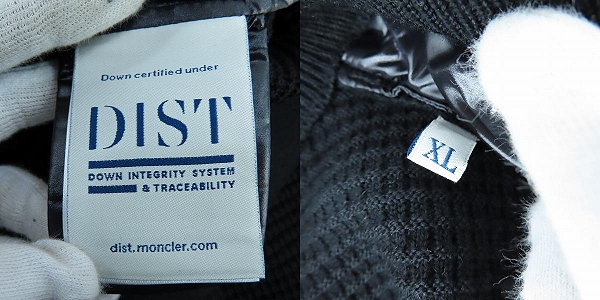 Down certified under
DIST
DOWN INTEGRITY SYSTEM
& TRACEABILITY
dist.moncler.com
XL